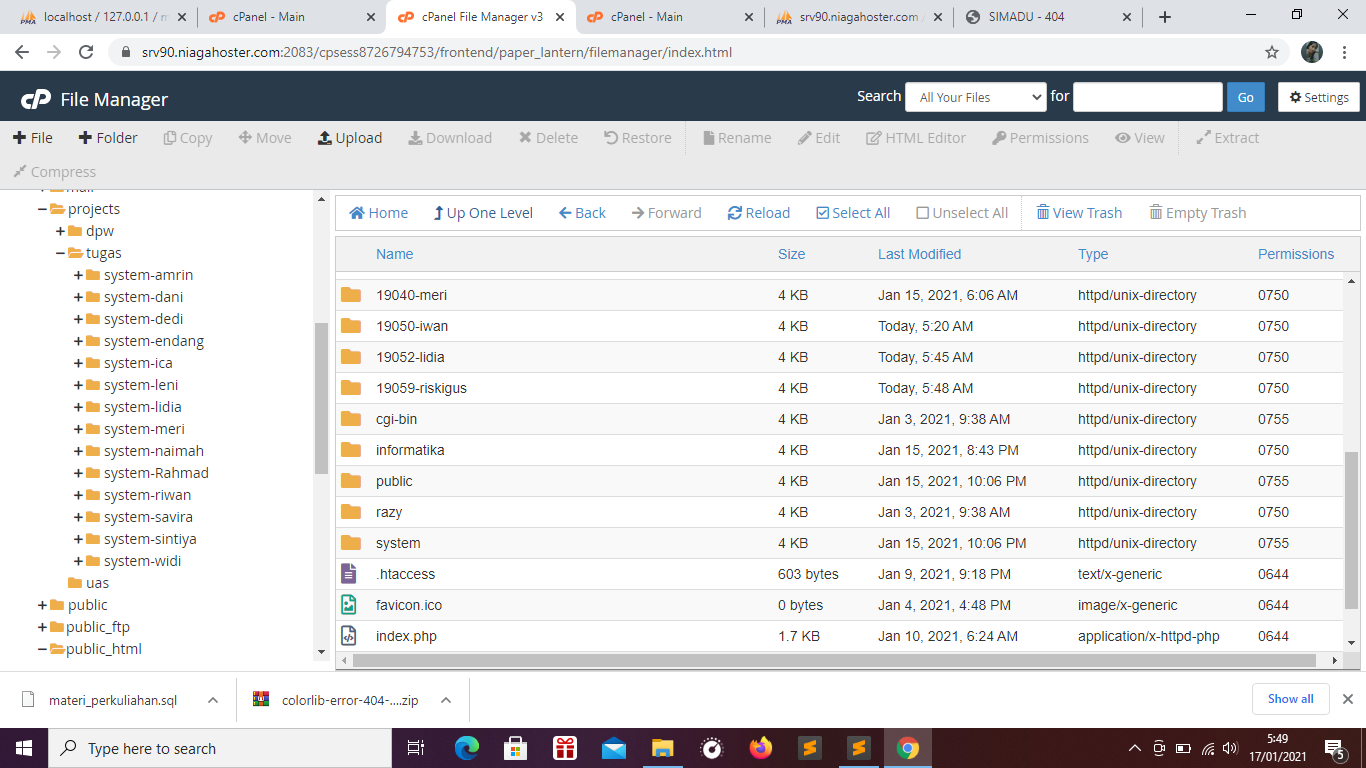 localhost / 127.0.0.1 / m
cPanel - Main
cPanel File Manager v3
cPanel - Main
srv90.niagahoster.com
SIMADU - 404
srv90.niagahoster.com:2083/cpsess8726794753/frontend/paper_lantern/filemanager/index.html
cP File Manager
Search All Your Files for Go Settings
File Folder Copy Move Upload Download Delete Restore Rename Edit HTML Editor Permissions View Extract
Compress
projects
dpw
tugas
system-amrin
system-dani
system-dedi
system-endang
system-ica
system-leni
system-lidia
system-meri
system-naimah
system-Rahmad
system-riwan
system-savira
system-sintiya
system-widi
uas
public
public_ftp
public_html
Home Up One Level Back Forward Reload Select All Unselect All View Trash Empty Trash
Name Size Last Modified Type Permissions
19040-meri 4 KB Jan 15, 2021, 6:06 AM httpd/unix-directory 0750
19050-iwan 4 KB Today, 5:20 AM httpd/unix-directory 0750
19052-lidia 4 KB Today, 5:45 AM httpd/unix-directory 0750
19059-riskigus 4 KB Today, 5:48 AM httpd/unix-directory 0750
cgi-bin 4 KB Jan 3, 2021, 9:38 AM httpd/unix-directory 0755
informatika 4 KB Jan 15, 2021, 8:43 PM httpd/unix-directory 0750
public 4 KB Jan 15, 2021, 10:06 PM httpd/unix-directory 0755
razy 4 KB Jan 3, 2021, 9:38 AM httpd/unix-directory 0750
system 4 KB Jan 15, 2021, 10:06 PM httpd/unix-directory 0755
.htaccess 603 bytes Jan 9, 2021, 9:18 PM text/x-generic 0644
favicon.ico 0 bytes Jan 4, 2021, 4:48 PM image/x-generic 0644
index.php 1.7 KB Jan 10, 2021, 6:24 AM application/x-httpd-php 0644
materi_perkuliahan.sql
colorlib-error-404-....zip
Show all
Type here to search
5:49
17/01/2021
5